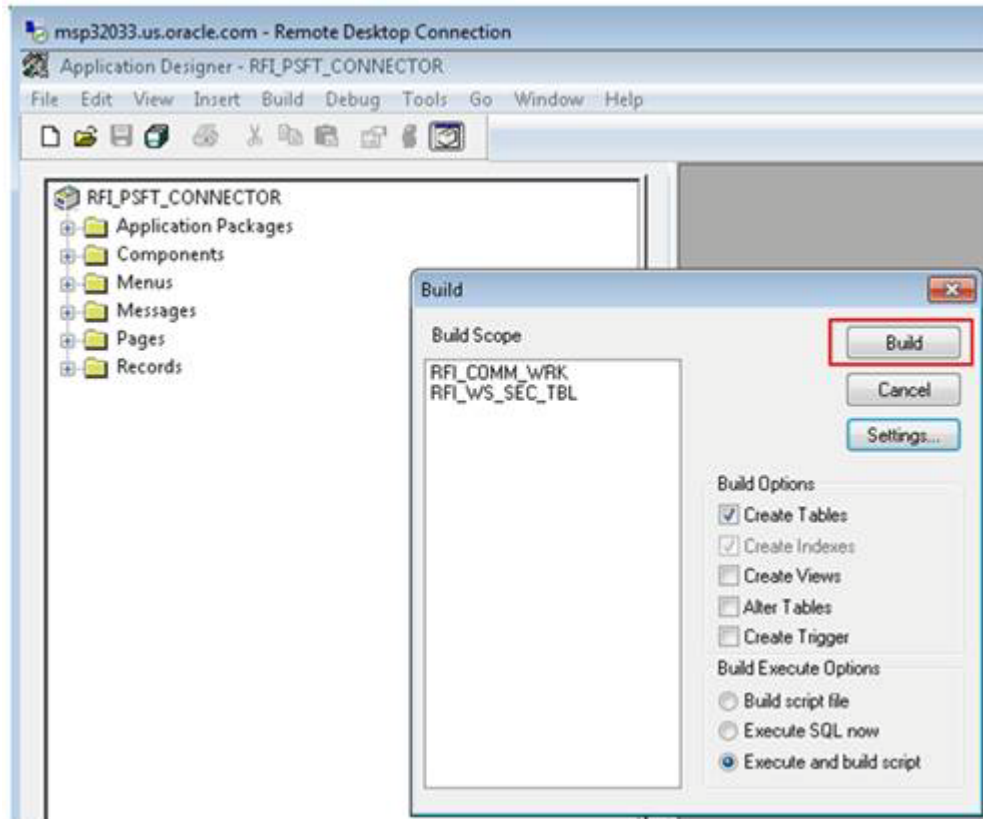 msp32033.us.oracle.com - Remote Desktop Connection
Application Designer - RFI_PSFT_CONNECTOR
File Edit View Insert Build Debug Tools Go Window Help
RFI_PSFT_CONNECTOR
Application Packages
Components
Menus
Messages
Pages
Records
Build
Build Scope
RFI_COMM_WRK
RFI_WS_SEC_TBL
Build
Cancel
Settings...
Build Options
Create Tables
Create Indexes
Create Views
Alter Tables
Create Trigger
Build Execute Options
Build script file
Execute SQL now
Execute and build script